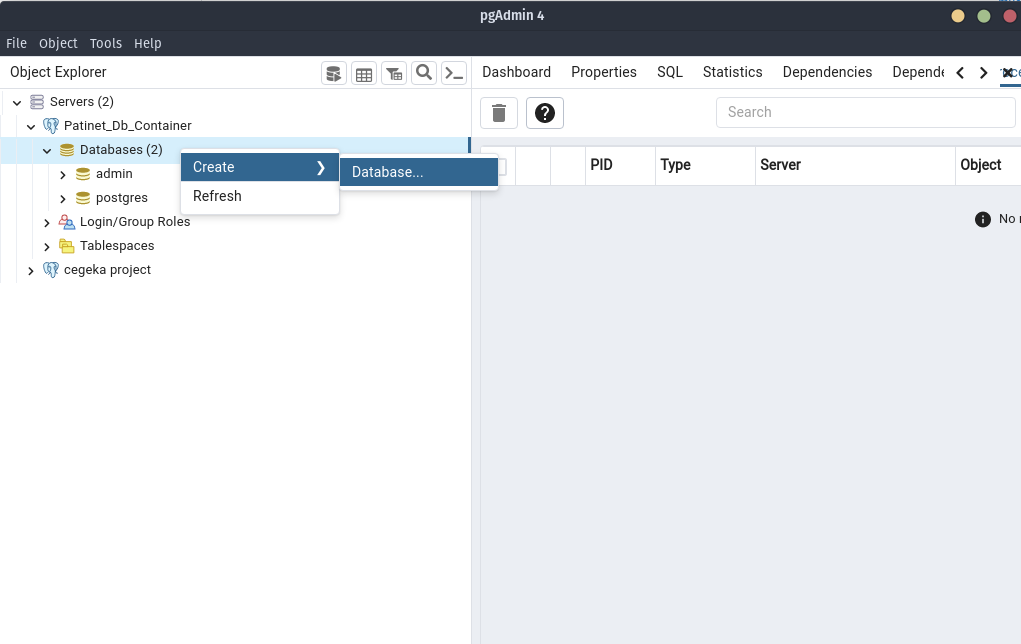 pgAdmin 4
File Object Tools Help
Object Explorer
Dashboard Properties SQL Statistics Dependencies Depende
Servers (2)
Patinet_Db_Container
Search
Databases (2)
Create
Database...
Refresh
admin
postgres
Login/Group Roles
Tablespaces
cegeka project
PID Type Server Object
No